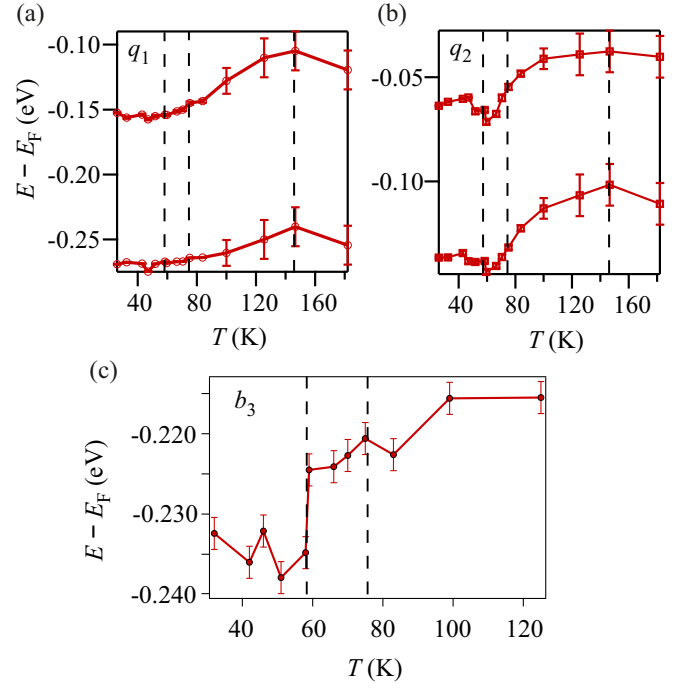 (a)
(b)
q1
q2
-0.10
-0.15
-0.20
-0.25
-0.05
-0.10
E − EF (eV)
40
80
120
160
40
80
120
160
T (K)
T (K)
(c)
b3
-0.220
-0.230
-0.240
E − EF (eV)
40
60
80
100
120
T (K)